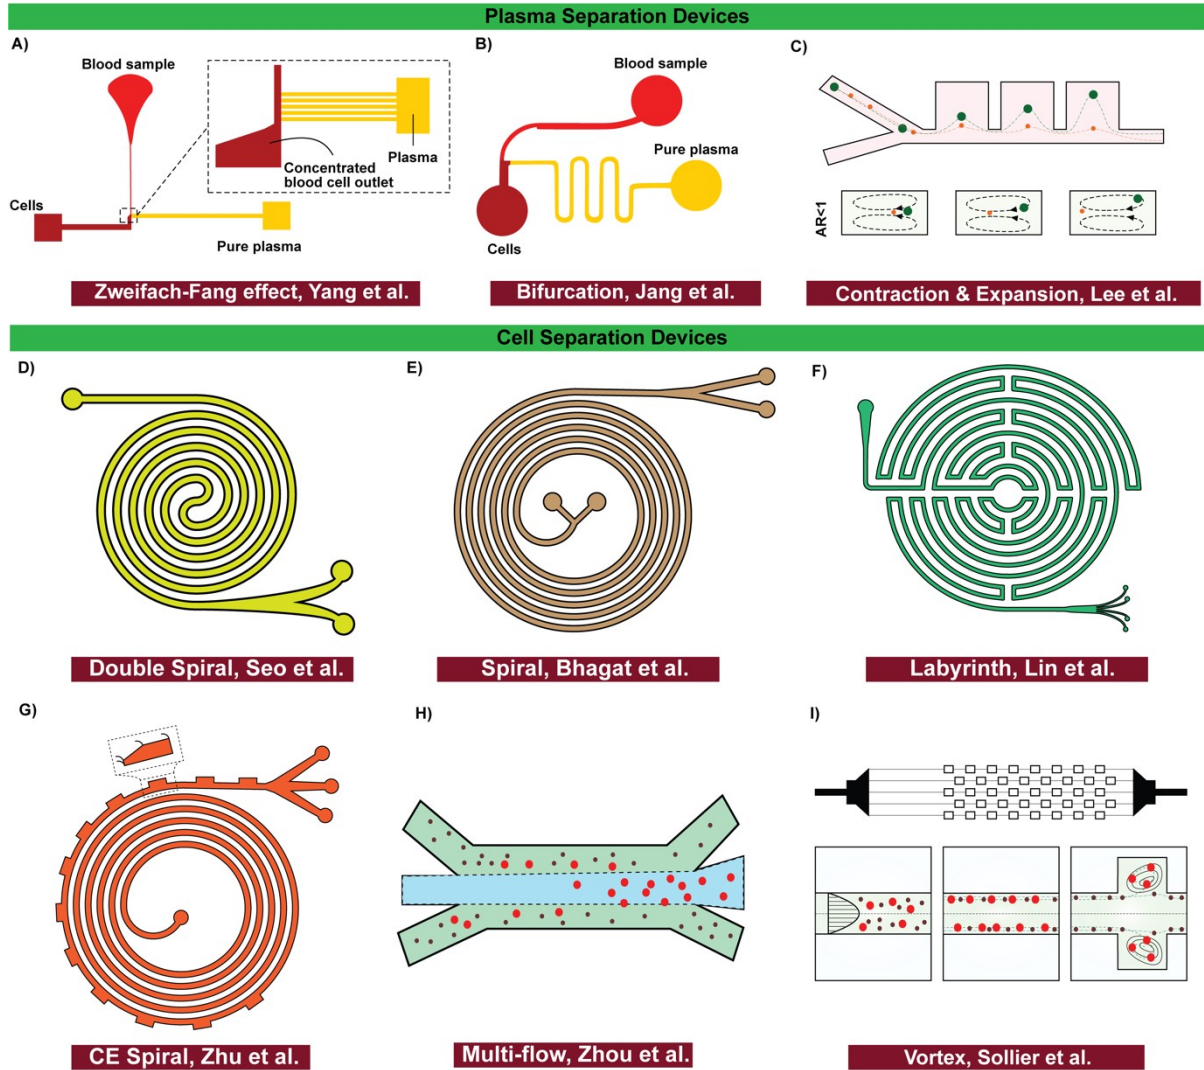 Plasma Separation Devices
A)
Blood sample
Plasma
Concentrated
blood cell outlet
Cells
Pure plasma
Zweifach-Fang effect, Yang et al.
B)
Blood sample
Pure plasma
Cells
Bifurcation, Jang et al.
C)
AR<1
Contraction & Expansion, Lee et al.
Cell Separation Devices
D)
Double Spiral, Seo et al.
E)
Spiral, Bhagat et al.
F)
Labyrinth, Lin et al.
G)
CE Spiral, Zhu et al.
H)
Multi-flow, Zhou et al.
I)
Vortex, Sollier et al.